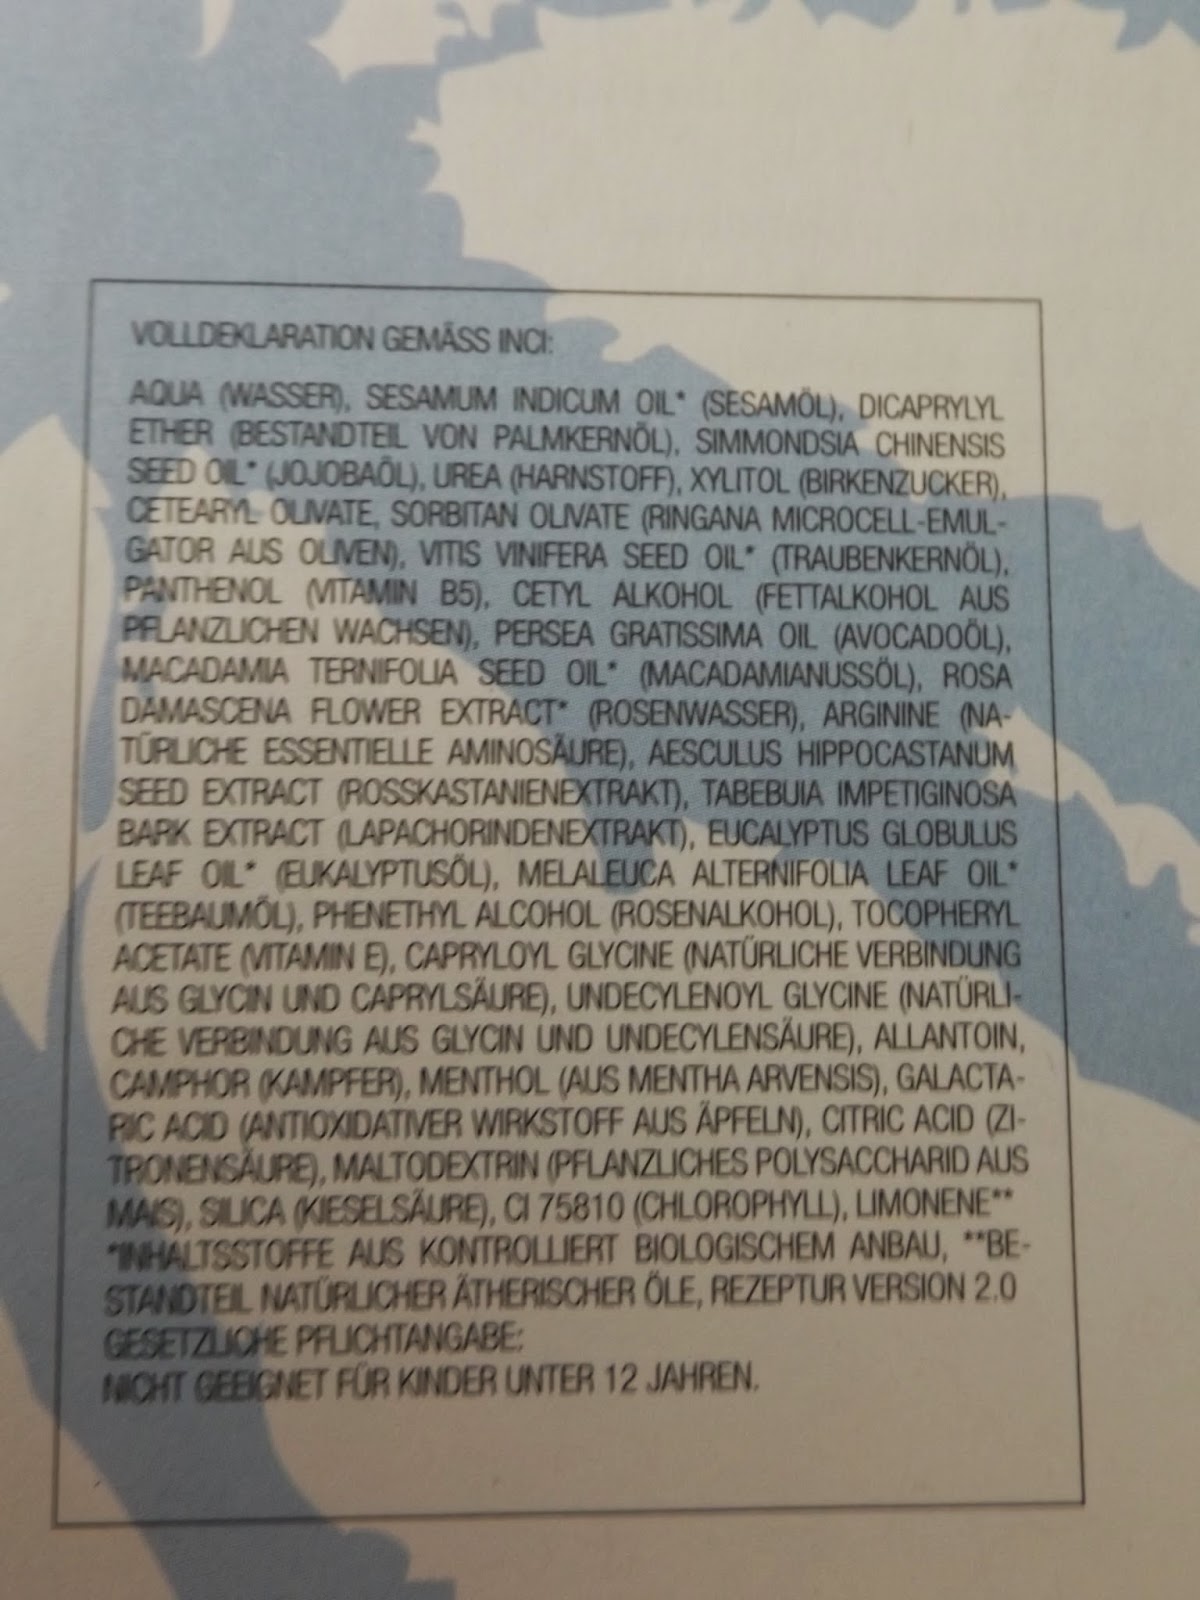 VOLLDEKLARATION GEMÄSS INCI:
AQUA (WASSER), SESAMUM INDICUM OIL* (SESAMÖL), DICAPRYLYL
ETHER (BESTANDTEIL VON PALMKERNÖL), SIMMONDSIA CHINENSIS
SEED OIL* (JOJOBAÖL), UREA (HARNSTOFF), XYLITOL (BIRKENZUCKER),
CETEARYL OLIVATE, SORBITAN OLIVATE (RINGANA MICROCELL-EMUL-
GATOR AUS OLIVEN), VITIS VINIFERA SEED OIL* (TRAUBENKERNÖL),
PANTHENOL (VITAMIN B5), CETYL ALKOHOL (FETTALKOHOL AUS
PFLANZLICHEN WACHSEN), PERSEA GRATISSIMA OIL (AVOCADOÖL),
MACADAMIA TERNIFOLIA SEED OIL* (MACADAMIANUSSÖL), ROSA
DAMASCENA FLOWER EXTRACT* (ROSENWASSER), ARGININE (NA-
TÜRLICHE ESSENTIELLE AMINOSÄURE), AESCULUS HIPPOCASTANUM
SEED EXTRACT (ROSSKASTANIENEXTRAKT), TABEBUIA IMPETIGINOSA
BARK EXTRACT (LAPACHORINDENEXTRAKT), EUCALYPTUS GLOBULUS
LEAF OIL* (EUKALYPTUSÖL), MELALEUCA ALTERNIFOLIA LEAF OIL*
(TEEBAUMÖL), PHENETHYL ALCOHOL (ROSENALKOHOL), TOCOPHERYL
ACETATE (VITAMIN E), CAPRYLOYL GLYCINE (NATÜRLICHE VERBINDUNG
AUS GLYCIN UND CAPRYLSÄURE), UNDECYLENOYL GLYCINE (NATÜRLI-
CHE VERBINDUNG AUS GLYCIN UND UNDECYLENSÄURE), ALLANTOIN,
CAMPHOR (KAMPFER), MENTHOL (AUS MENTHA ARVENSIS), GALACTA-
RIC ACID (ANTIOXIDATIVER WIRKSTOFF AUS ÄPFELN), CITRIC ACID (ZI-
TRONENSÄURE), MALTODEXTRIN (PFLANZLICHES POLYSACCHARID AUS
MAIS), SILICA (KIESELSÄURE), CI 75810 (CHLOROPHYLL), LIMONENE**
*INHALTSSTOFFE AUS KONTROLLIERT BIOLOGISCHEM ANBAU, **BE-
STANDTEIL NATÜRLICHER ÄTHERISCHER ÖLE, REZEPTUR VERSION 2.0
GESETZLICHE PFLICHTANGABE:
NICHT GEEIGNET FÜR KINDER UNTER 12 JAHREN.